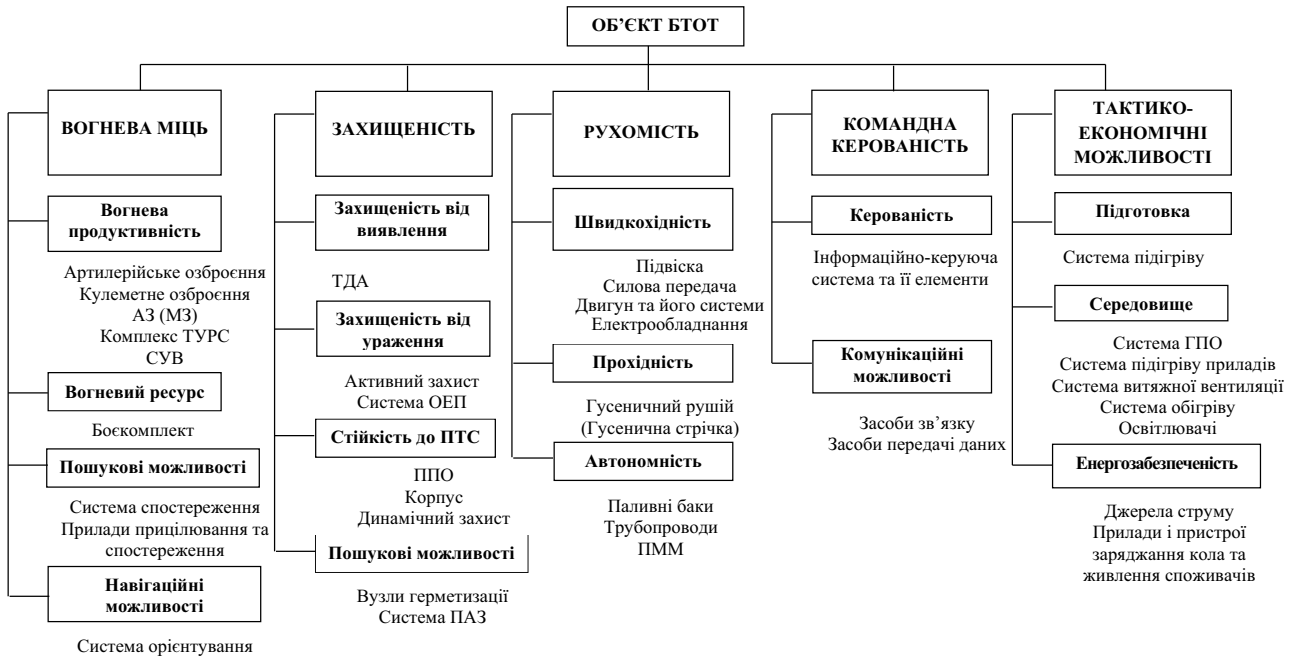 ОБ’ЄКТ БТОТ
ВОГНЕВА МІЦЬ
Вогнева
продуктивність
Артилерійське озброєння
Кулеметне озброєння
АЗ (МЗ)
Комплекс ТУРС
СУВ
Вогневий ресурс
Боєкомплект
Пошукові можливості
Система спостереження
Прилади прицілювання та
спостереження
Навігаційні
можливості
Система орієнтування
ЗАХИЩЕНІСТЬ
Захищеність від
виявлення
ТДА
Захищеність від
ураження
Активний захист
Система ОЕП
Стійкість до ПТС
ППО
Корпус
Динамічний захист
Пошукові можливості
Вузли герметизації
Система ПАЗ
РУХОМІСТЬ
Швидкохідність
Підвіска
Силова передача
Двигун та його системи
Електрообладнання
Прохідність
Гусеничний рушій
(Гусенична стрічка)
Автономність
Паливні баки
Трубопроводи
ПММ
КОМАНДНА
КЕРОВАНІСТЬ
Керованість
Інформаційно-керуюча
система та її елементи
Комунікаційні
можливості
Засоби зв’язку
Засоби передачі даних
ТАКТИКО-
ЕКОНОМІЧНІ
МОЖЛИВОСТІ
Підготовка
Система підігріву
Середовище
Система ГПО
Система підігріву приладів
Система витяжної вентиляції
Система обігріву
Освітлювачі
Енергозабезпеченість
Джерела струму
Прилади і пристрої
заряджання кола та
живлення споживачів